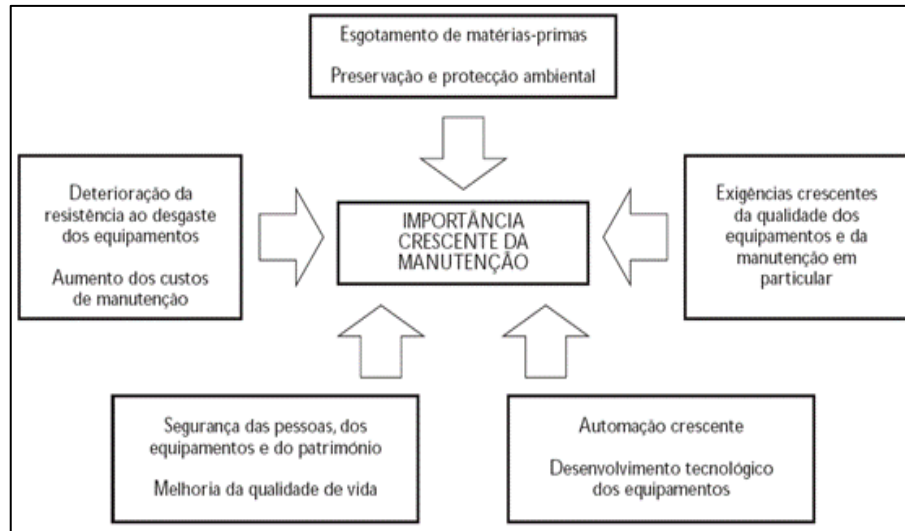 Esgotamento de matérias-primas
Preservação e protecção ambiental
Deterioração da
resistência ao desgaste
dos equipamentos
Aumento dos custos
de manutenção
IMPORTÂNCIA
CRESCENTE DA
MANUTENÇÃO
Exigências crescentes
da qualidade dos
equipamentos e da
manutenção em
particular
Segurança das pessoas, dos
equipamentos e do património
Melhoria da qualidade de vida
Automação crescente
Desenvolvimento tecnológico
dos equipamentos